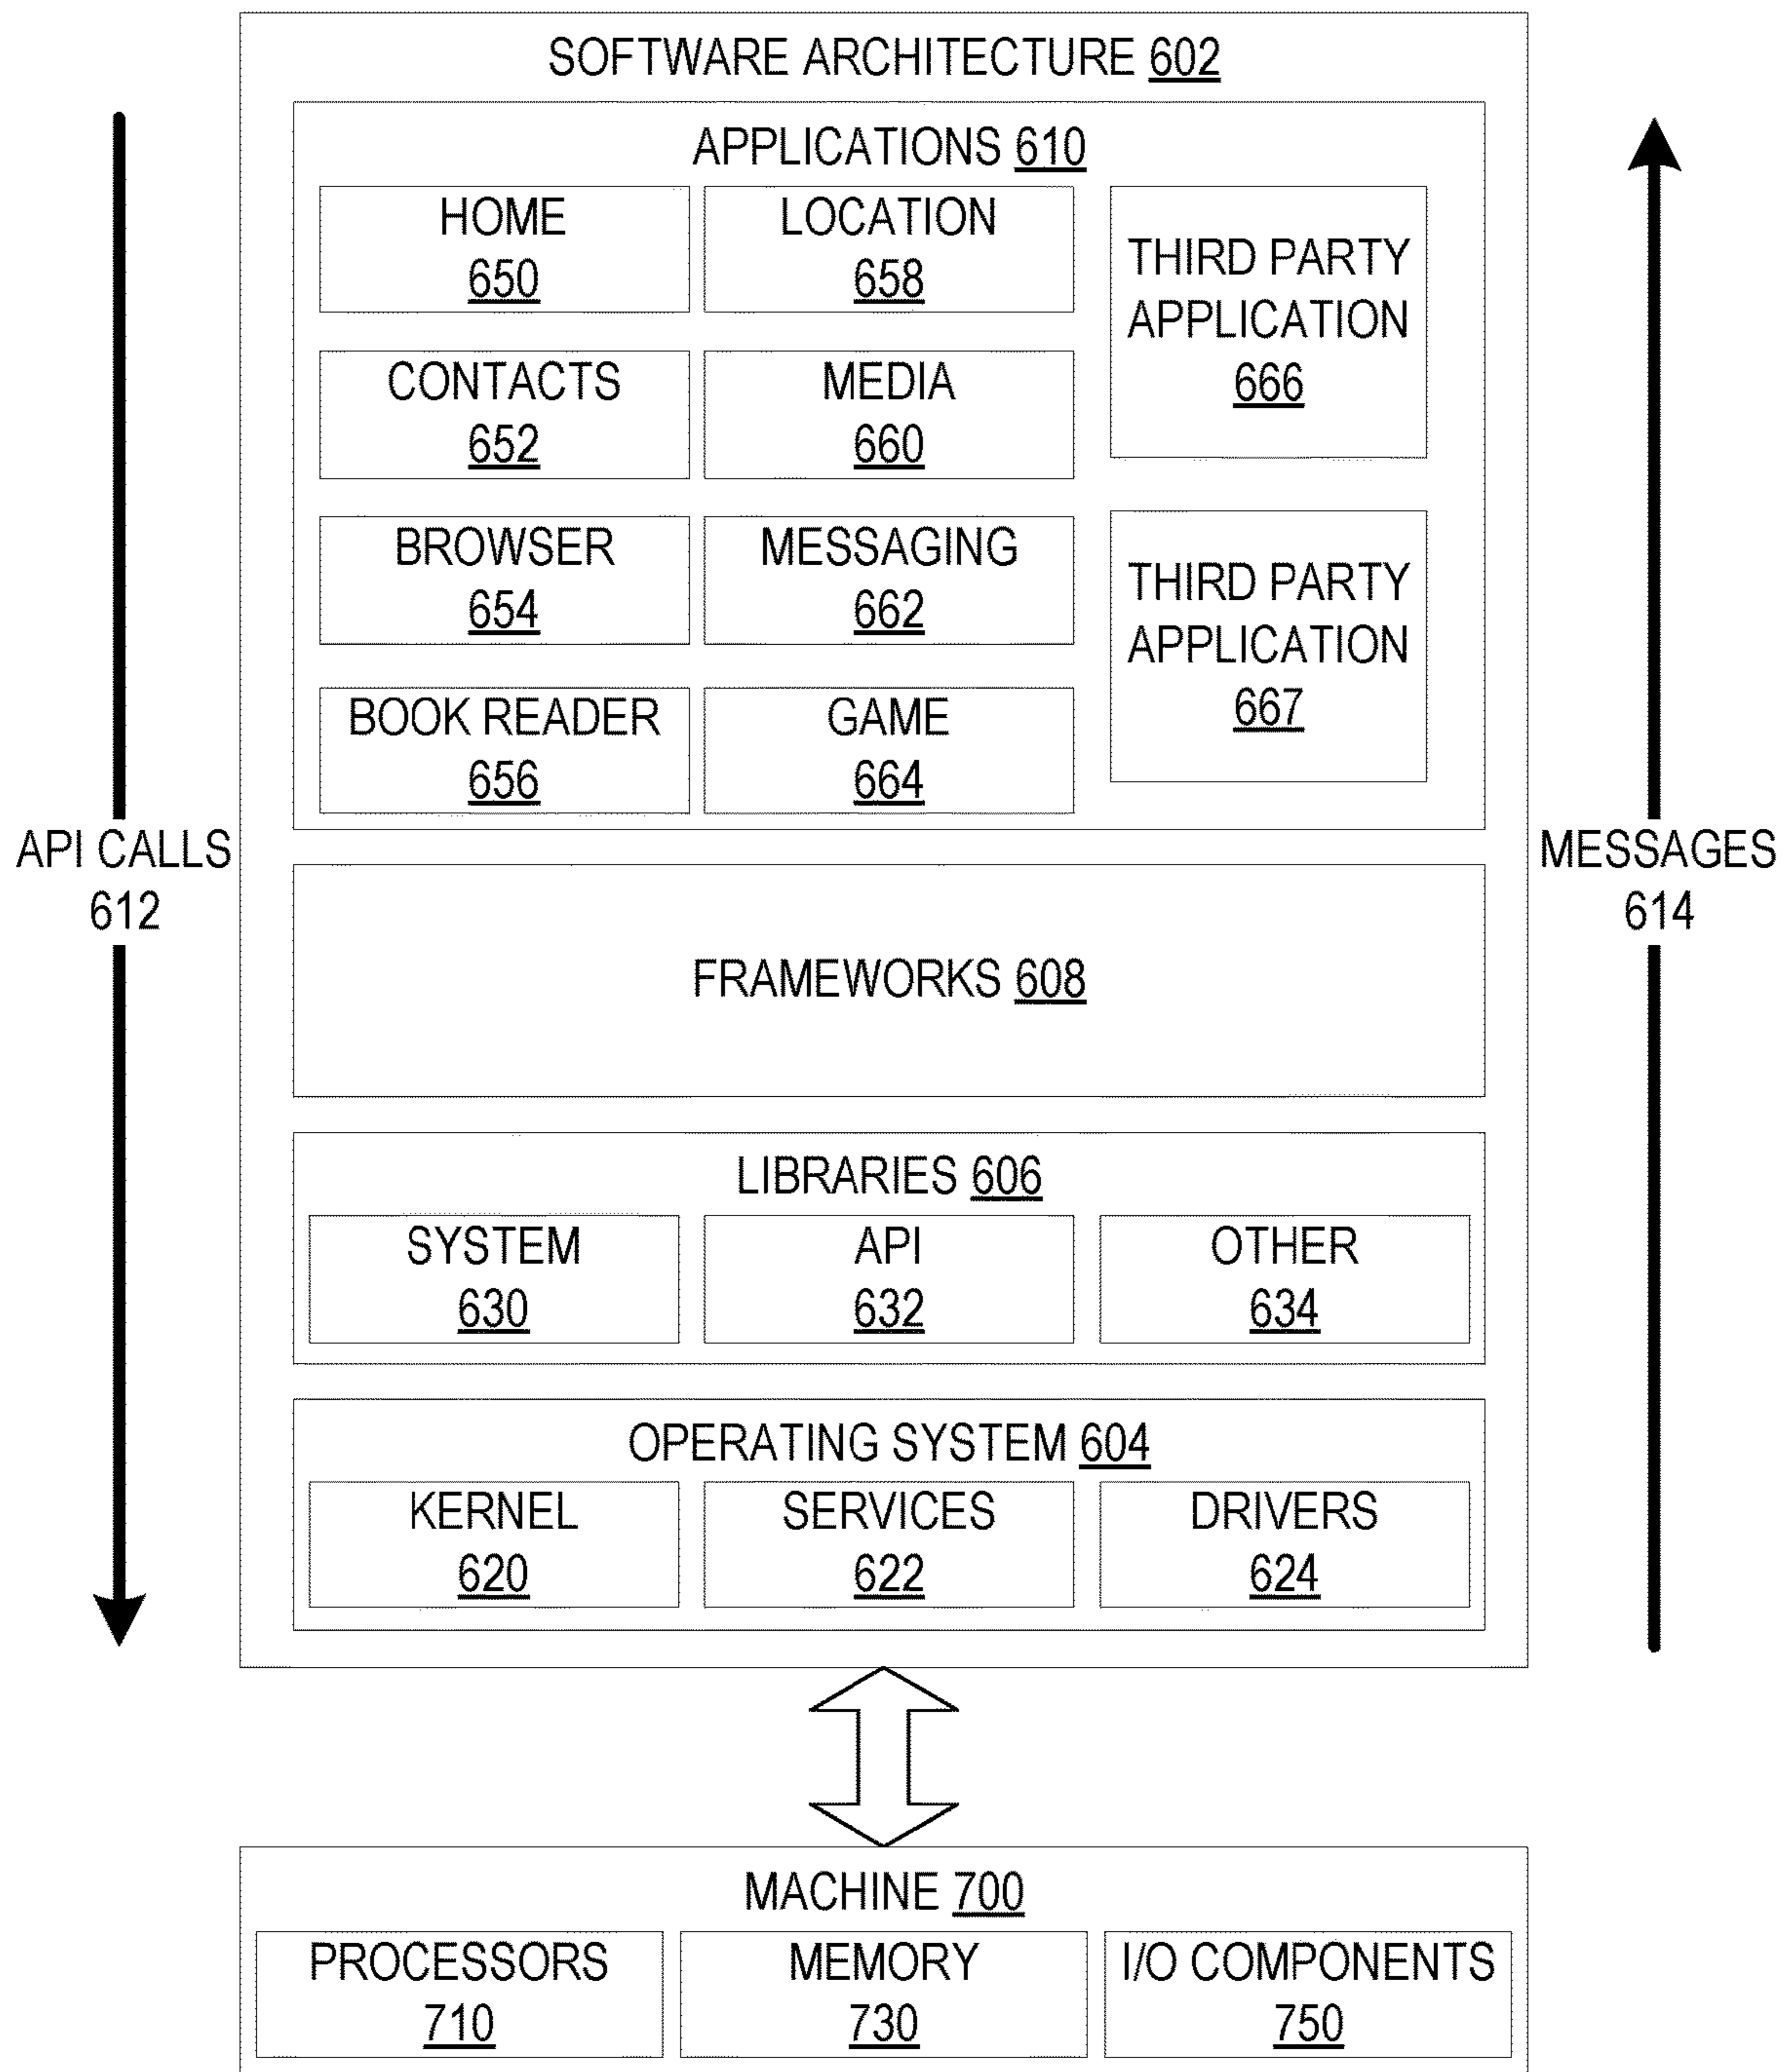 SOFTWARE ARCHITECTURE 602
APPLICATIONS 610
HOME
650
LOCATION
658
THIRD PARTY
APPLICATION
666
CONTACTS
652
MEDIA
660
BROWSER
654
MESSAGING
662
THIRD PARTY
APPLICATION
667
BOOK READER
656
GAME
664
API CALLS
612
MESSAGES
614
FRAMEWORKS 608
LIBRARIES 606
SYSTEM
630
API
632
OTHER
634
OPERATING SYSTEM 604
KERNEL
620
SERVICES
622
DRIVERS
624
MACHINE 700
PROCESSORS
710
MEMORY
730
I/O COMPONENTS
750